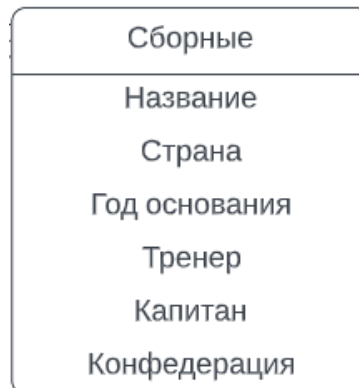 Сборные
Название
Страна
Год основания
Тренер
Капитан
Конфедерация